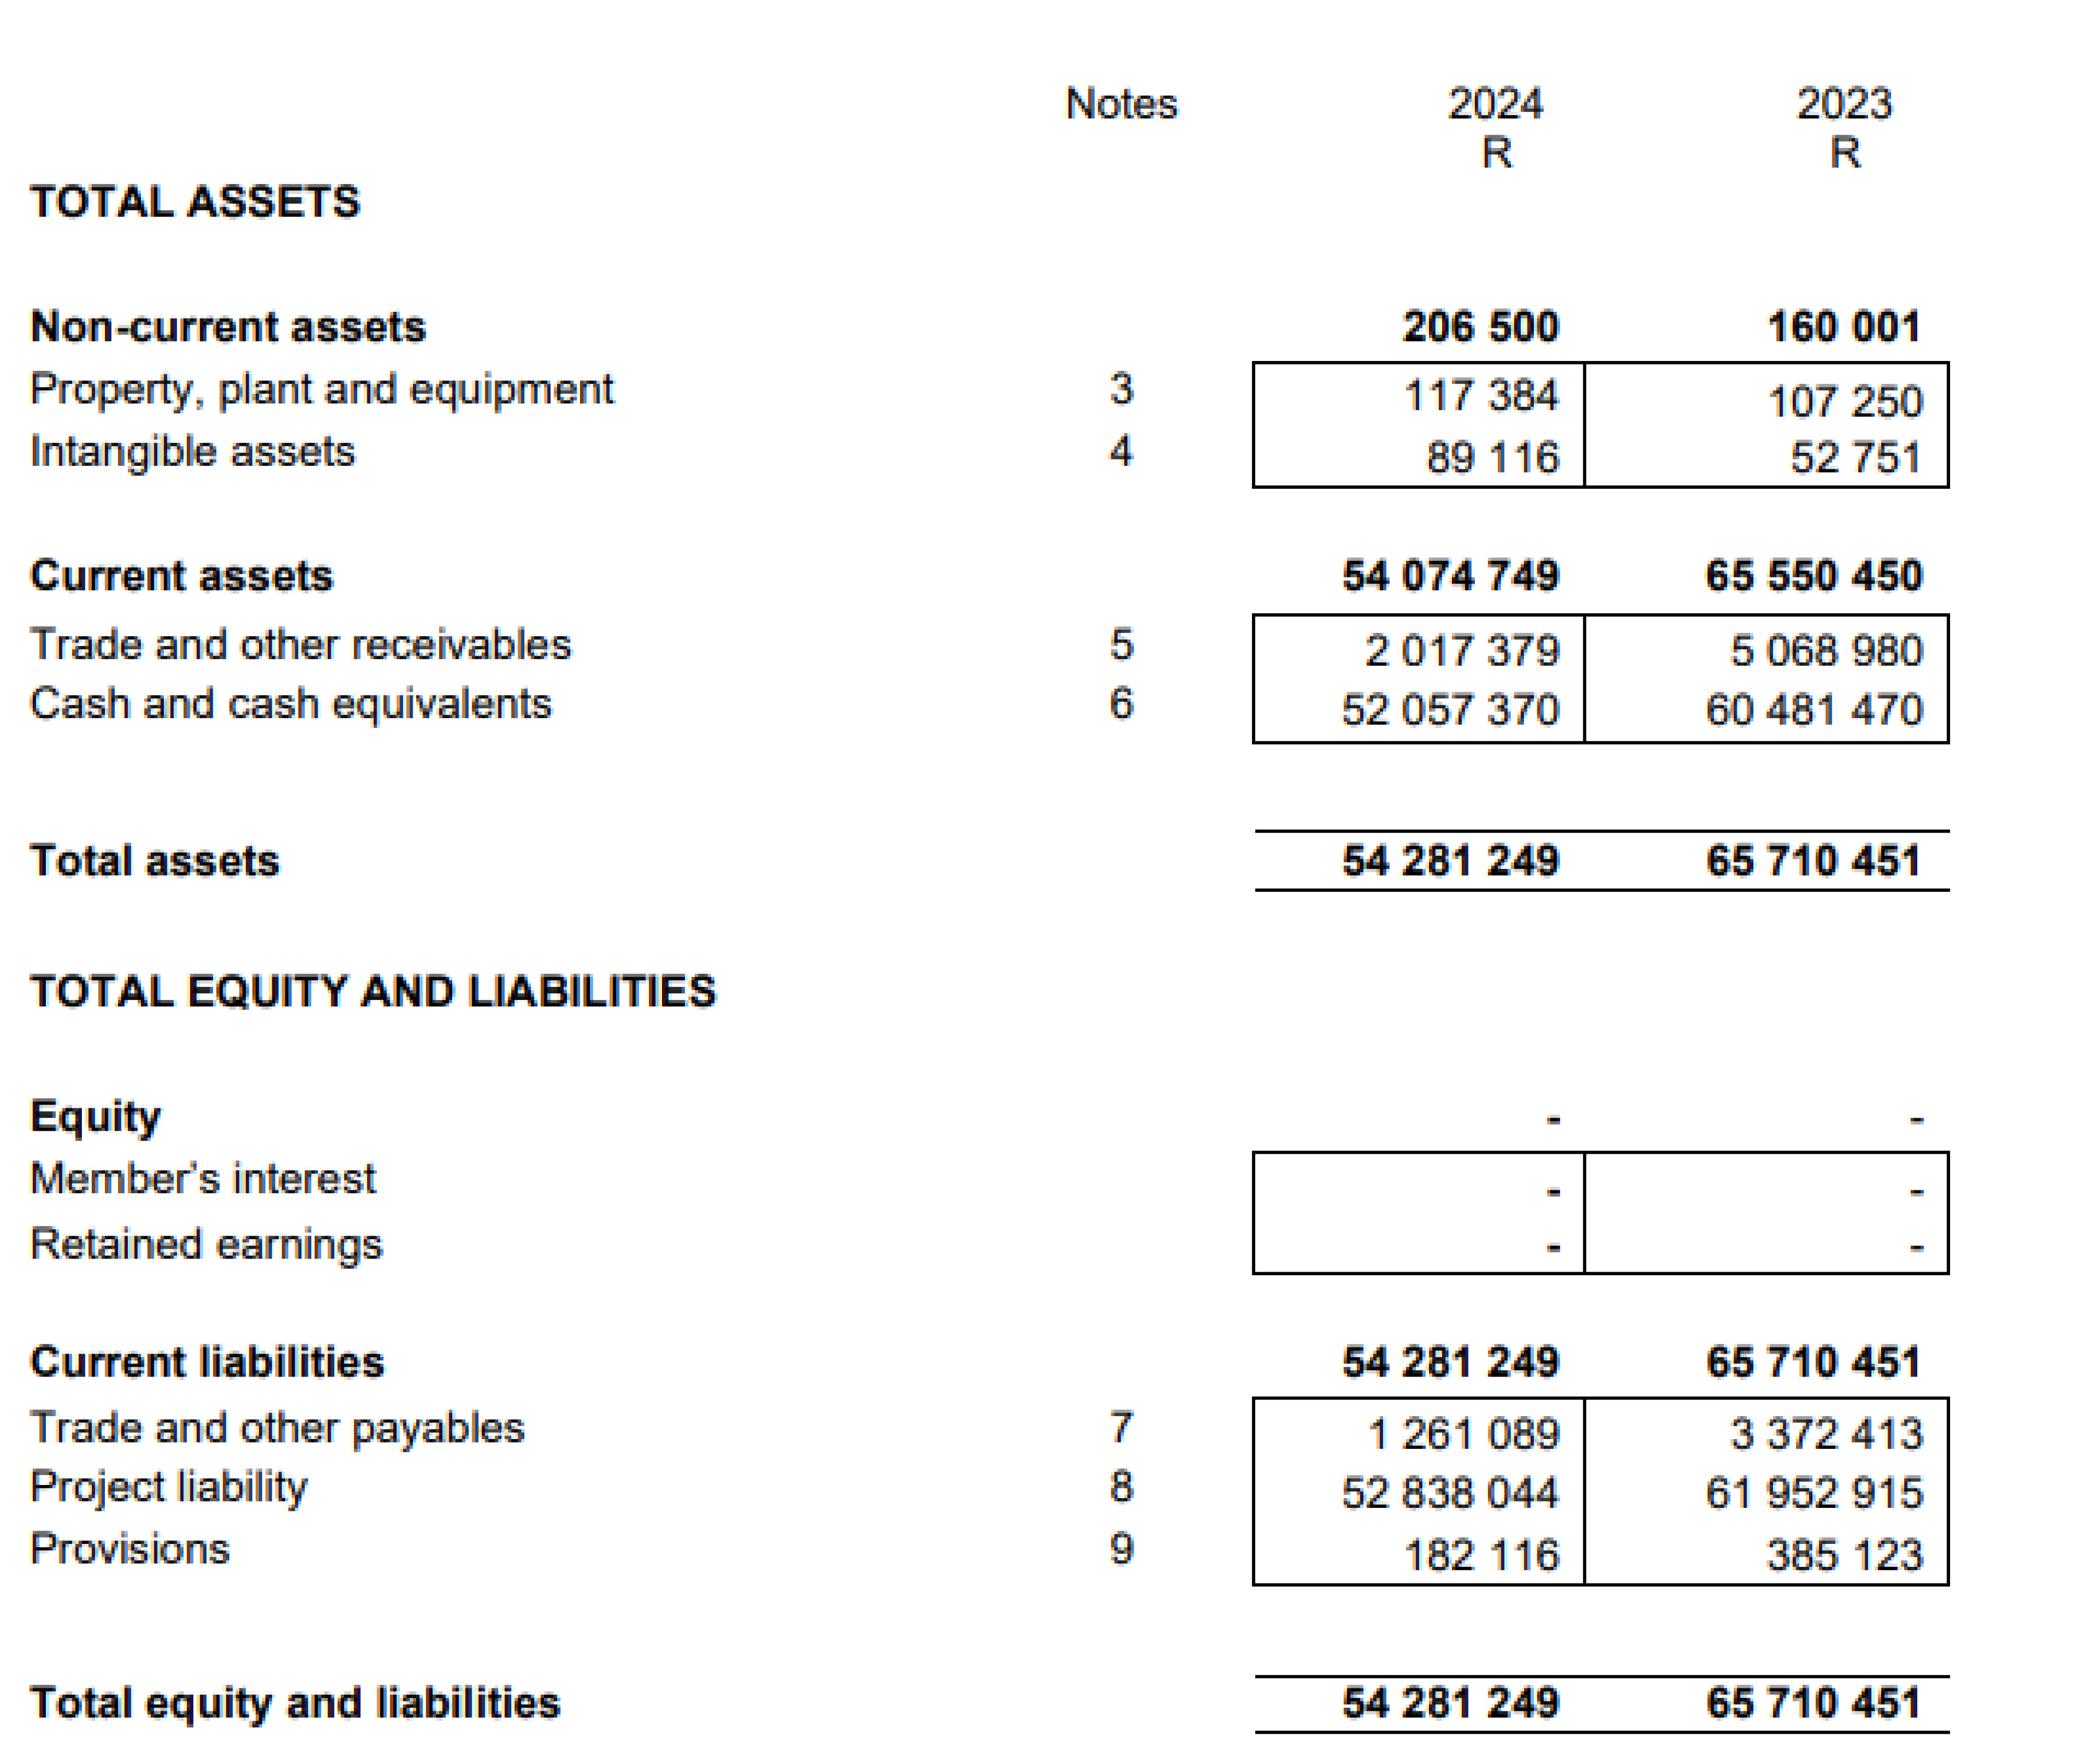 Notes 2024 2023
R R
TOTAL ASSETS
Non-current assets 206 500 160 001
Property, plant and equipment 3 117 384 107 250
Intangible assets 4 89 116 52 751
Current assets 54 074 749 65 550 450
Trade and other receivables 5 2 017 379 5 068 980
Cash and cash equivalents 6 52 057 370 60 481 470
Total assets 54 281 249 65 710 451
TOTAL EQUITY AND LIABILITIES
Equity - -
Member's interest - -
Retained earnings - -
Current liabilities 54 281 249 65 710 451
Trade and other payables 7 1 261 089 3 372 413
Project liability 8 52 838 044 61 952 915
Provisions 9 182 116 385 123
Total equity and liabilities 54 281 249 65 710 451